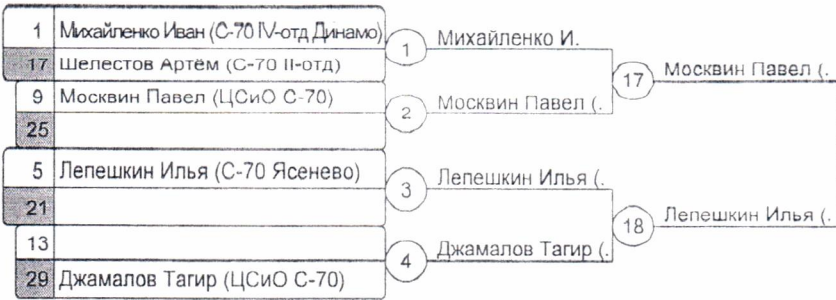 1 Михайленко Иван (С-70 IV-отд Динамо)
17 Шелестов Артём (С-70 II-отд)
1 Михайленко И.
9 Москвин Павел (ЦСиО С-70)
25
2 Москвин Павел (.
17 Москвин Павел (.
5 Лепешкин Илья (С-70 Ясенево)
21
3 Лепешкин Илья (.
13
29 Джамалов Тагир (ЦСиО С-70)
4 Джамалов Тагир (.
18 Лепешкин Илья (.